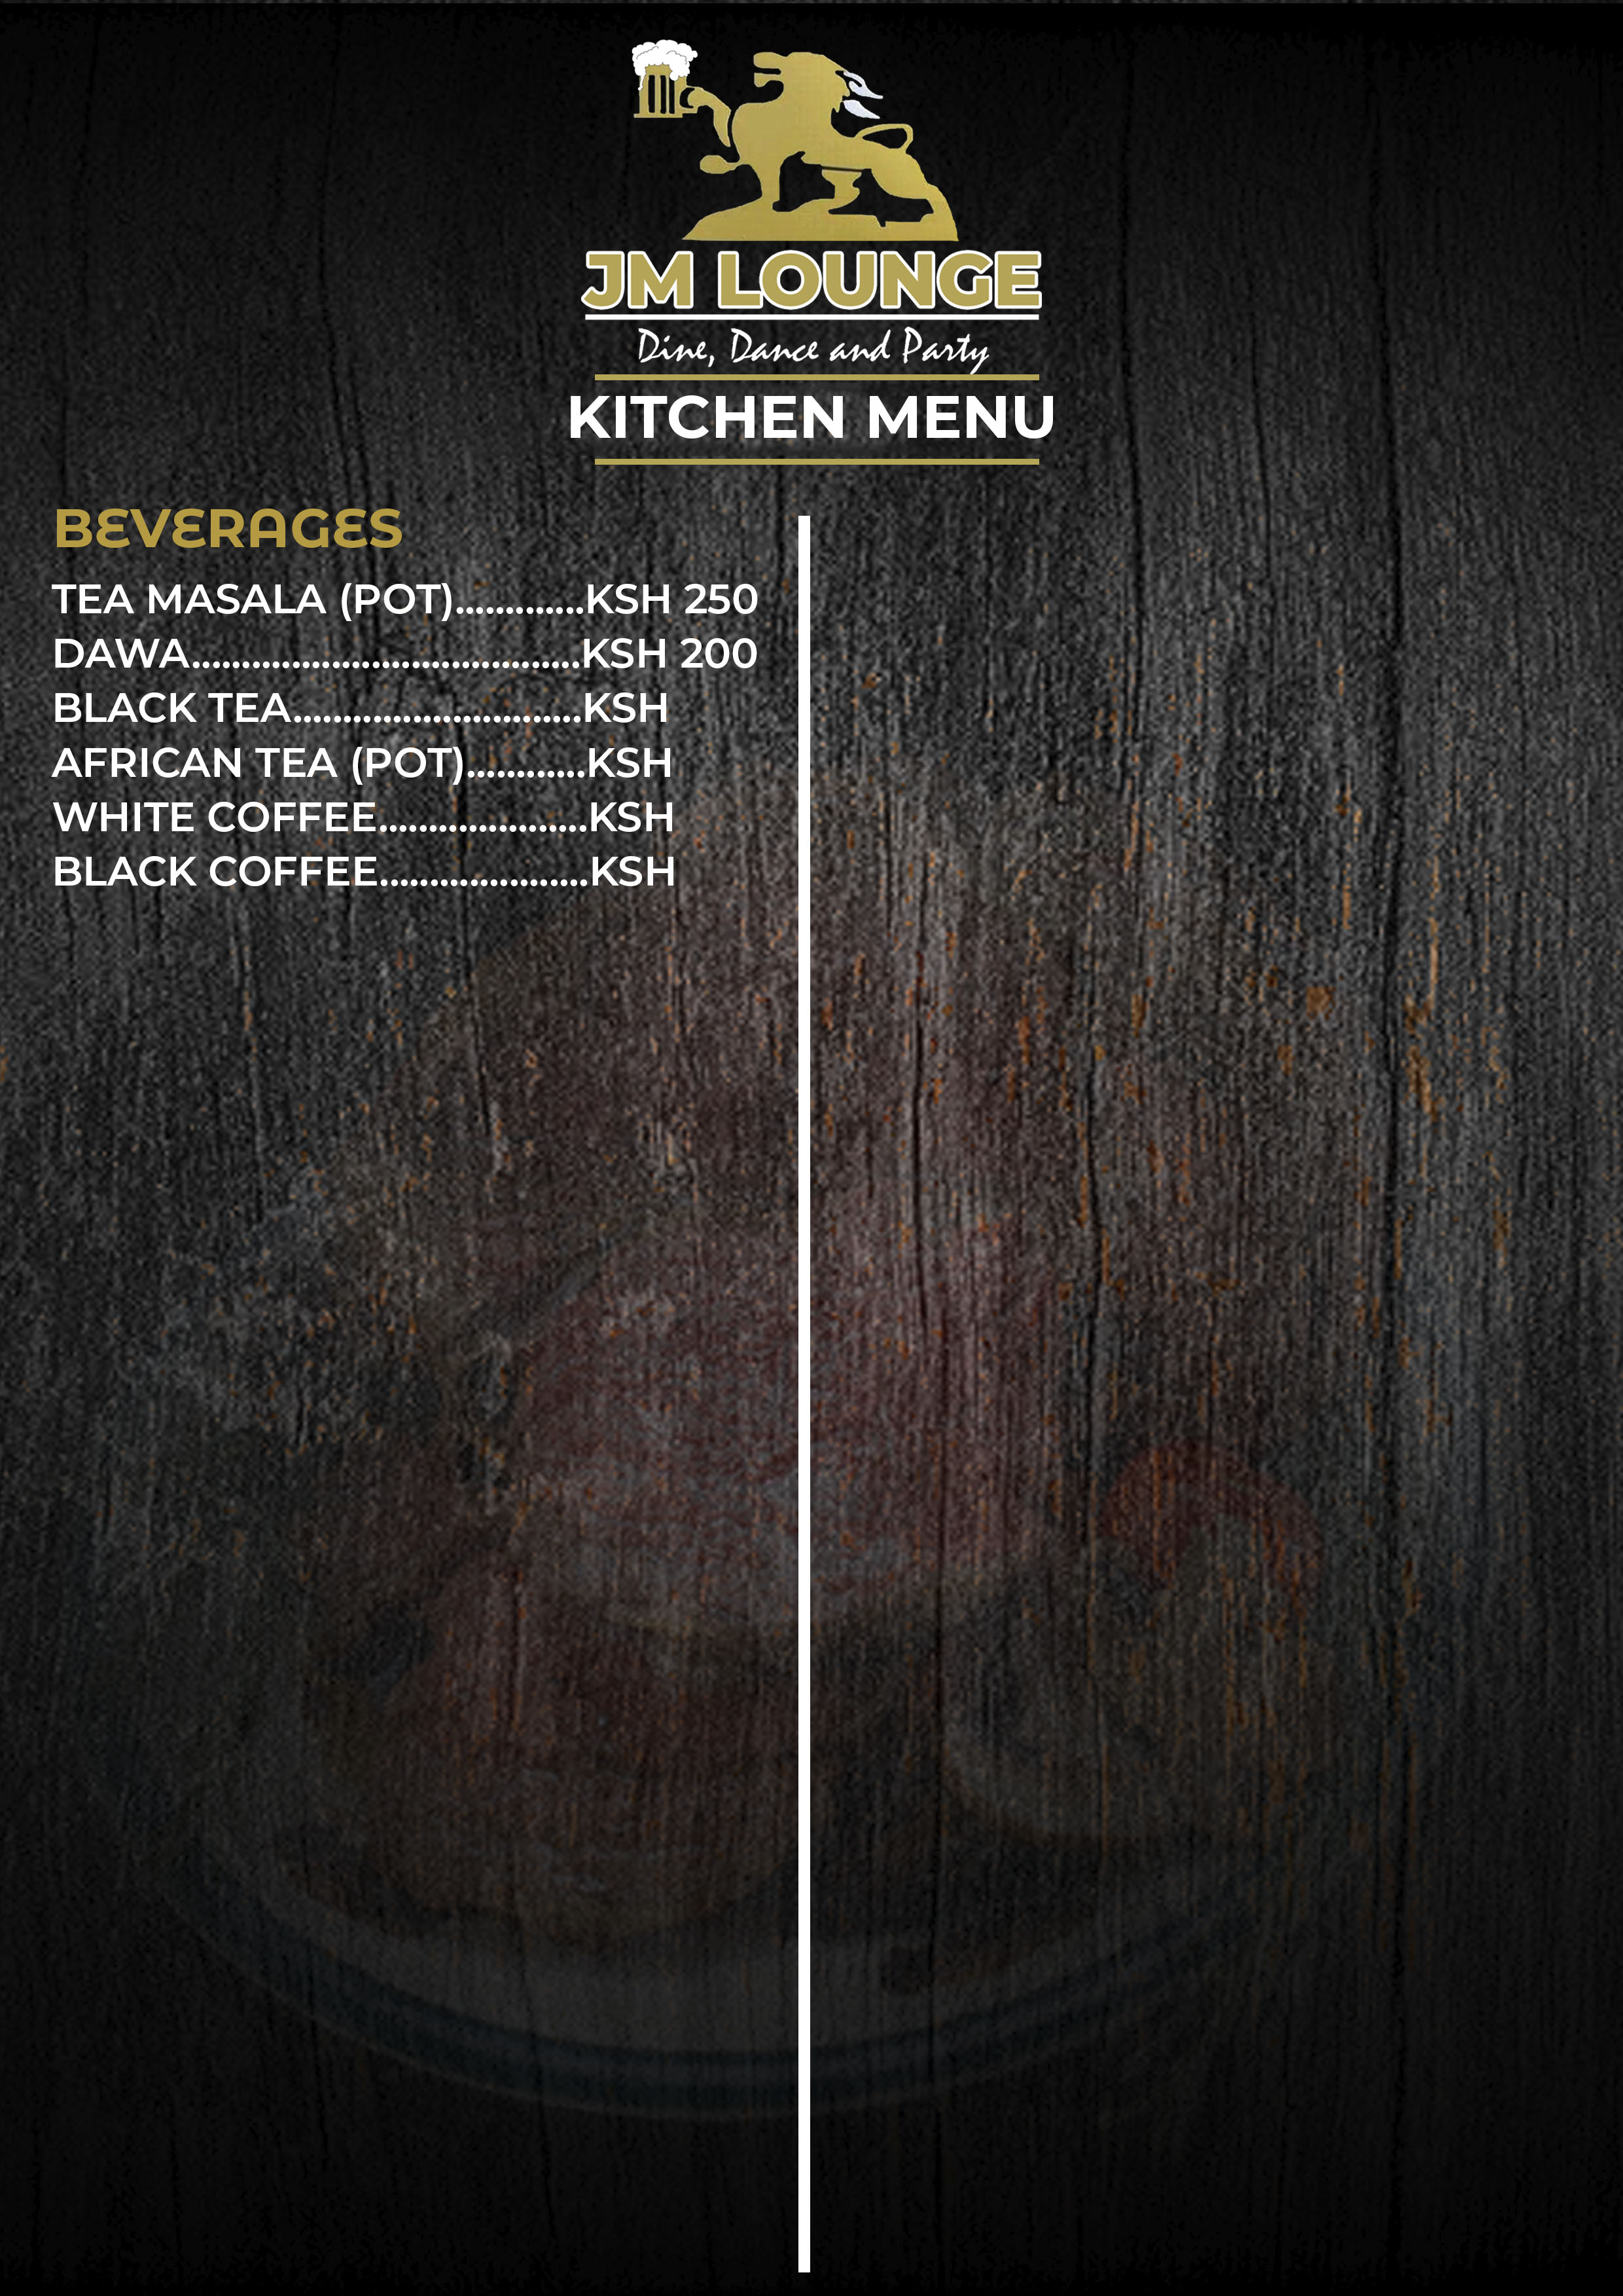 JM LOUNGE
Dine, Dance and Party
KITCHEN MENU
BEVERAGES
TEA MASALA (POT).............KSH 250
DAWA.......................................KSH 200
BLACK TEA.............................KSH
AFRICAN TEA (POT)............KSH
WHITE COFFEE.....................KSH
BLACK COFFEE.....................KSH